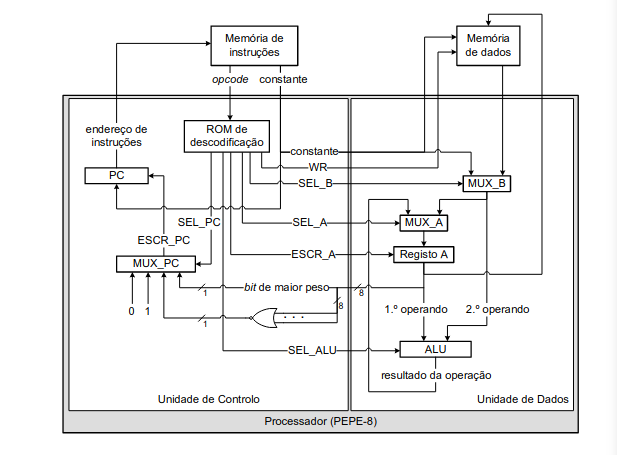 Memória de
instruções
Memória
de dados
opcode
constante
endereço de
instruções
ROM de
descodificação
constante
WR
PC
SEL_B
MUX_B
SEL_PC
SEL_A
MUX_A
ESCR_PC
ESCR_A
Registo A
MUX_PC
bit de maior peso
1
8
8
0
1
1
1.º operando
2.º operando
SEL_ALU
ALU
resultado da operação
Unidade de Controlo
Unidade de Dados
Processador (PEPE-8)